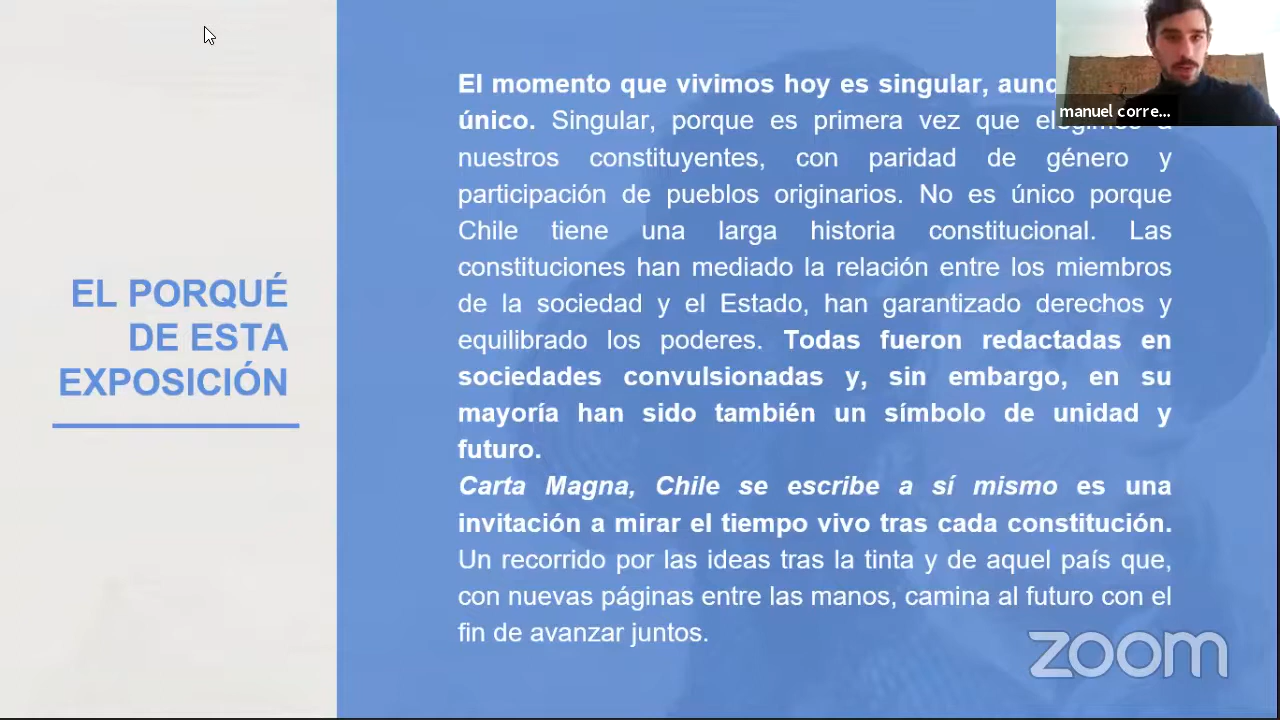 EL PORQUÉ
DE ESTA
EXPOSICIÓN
El momento que vivimos hoy es singular,
único. Singular, porque es primera vez que elegimos a
nuestros constituyentes, con paridad de género y
participación de pueblos originarios. No es único porque
Chile tiene una larga historia constitucional. Las
constituciones han mediado la relación entre los miembros
de la sociedad y el Estado, han garantizado derechos y
equilibrado los poderes. Todas fueron redactadas en
sociedades convulsionadas y, sin embargo, en su
mayoría han sido también un símbolo de unidad y
futuro.
Carta Magna, Chile se escribe a sí mismo es una
invitación a mirar el tiempo vivo tras cada constitución.
Un recorrido por las ideas tras la tinta y de aquel país que,
con nuevas páginas entre las manos, camina al futuro con el
fin de avanzar juntos.
manuel corre...
zoom